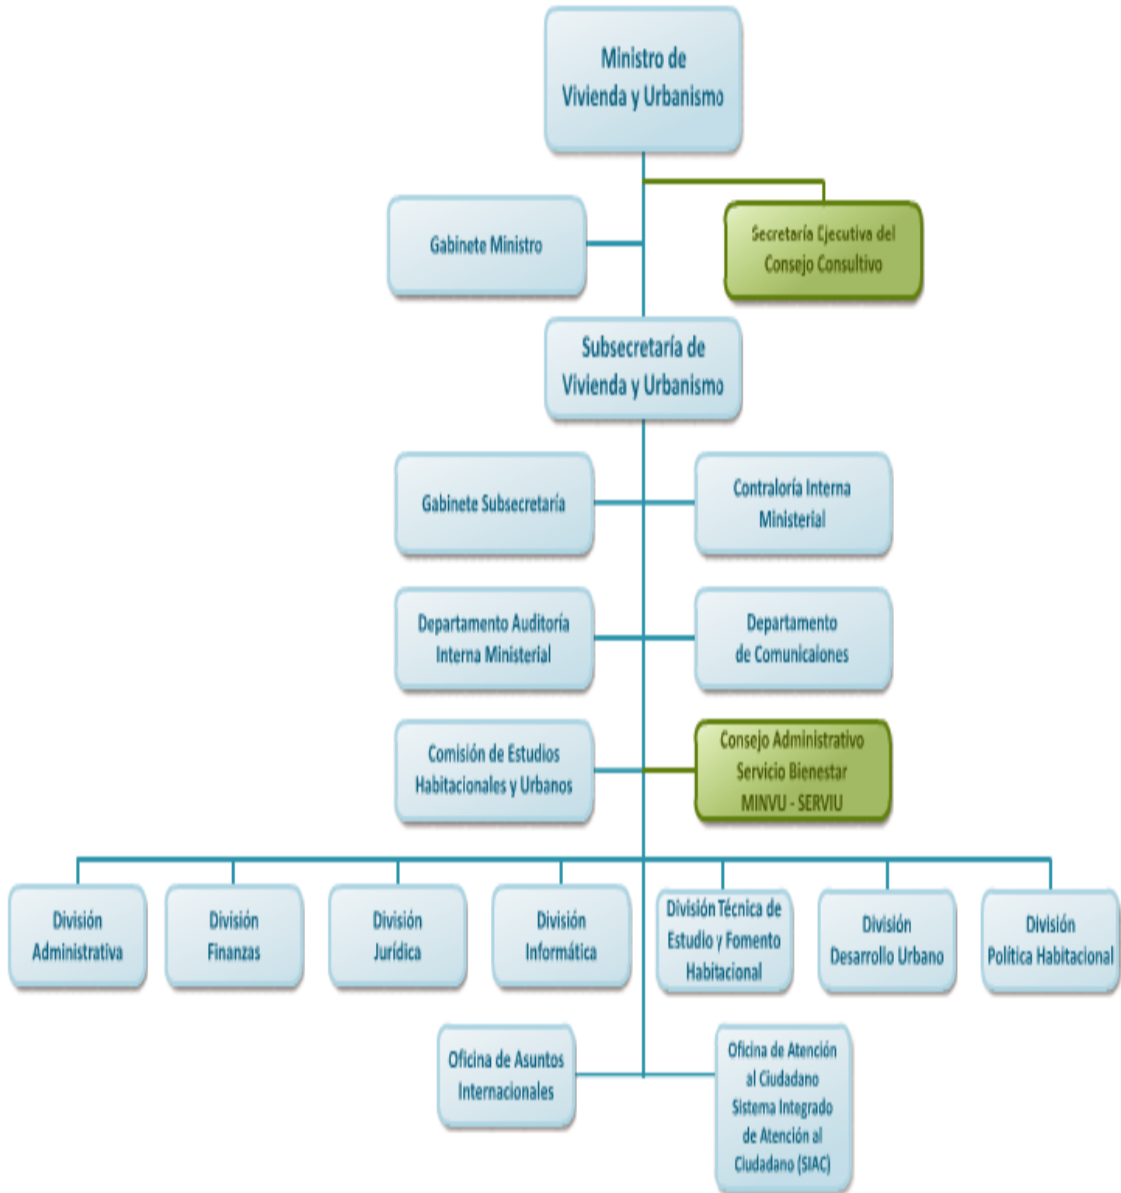 Ministro de
Vivienda y Urbanismo
Gabinete Ministro
Secretaría Ejecutiva del
Consejo Consultivo
Subsecretaría de
Vivienda y Urbanismo
Gabinete Subsecretaría
Contraloría Interna
Ministerial
Departamento Auditoría
Interna Ministerial
Departamento
de Comunicaiones
Comisión de Estudios
Habitacionales y Urbanos
Consejo Administrativo
Servicio Bienestar
MINVU - SERVIU
División
Administrativa
División
Finanzas
División
Jurídica
División
Informática
División Técnica de
Estudio y Fomento
Habitacional
División
Desarrollo Urbano
División
Política Habitacional
Oficina de Asuntos
Internacionales
Oficina de Atención
al Ciudadano
Sistema Integrado
de Atención al
Ciudadano (SIAC)